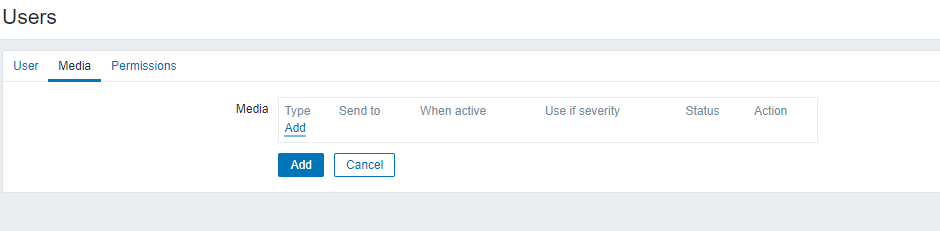 Users
User Media Permissions
Media Type Send to When active Use if severity Status Action
Add
Add Cancel